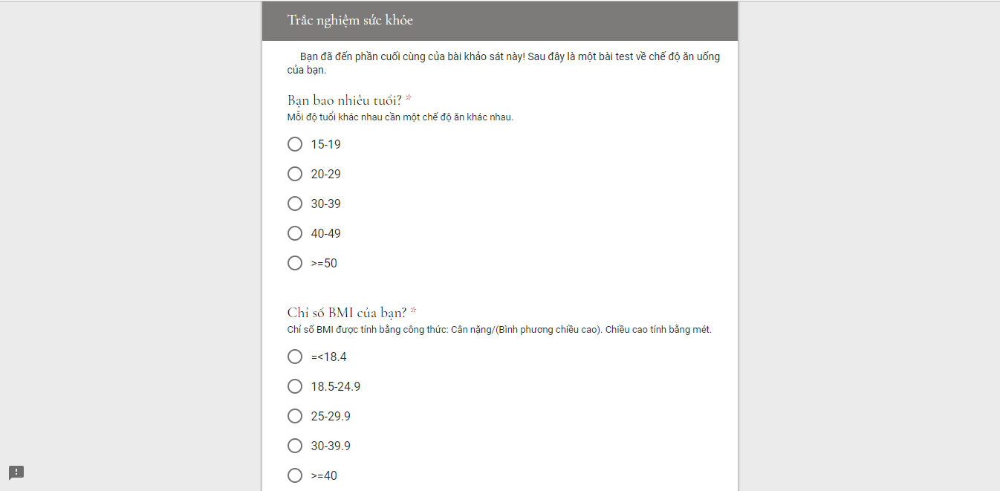 Trắc nghiệm sức khỏe
Bạn đã đến phần cuối cùng của bài khảo sát này! Sau đây là một bài test về chế độ ăn uống
của bạn.
Bạn bao nhiêu tuổi? *
Mỗi độ tuổi khác nhau cần một chế độ ăn khác nhau.
15-19
20-29
30-39
40-49
>=50
Chỉ số BMI của bạn? *
Chỉ số BMI được tính bằng công thức: Cân nặng/(Bình phương chiều cao). Chiều cao tính bằng mét.
=<18.4
18.5-24.9
25-29.9
30-39.9
>=40